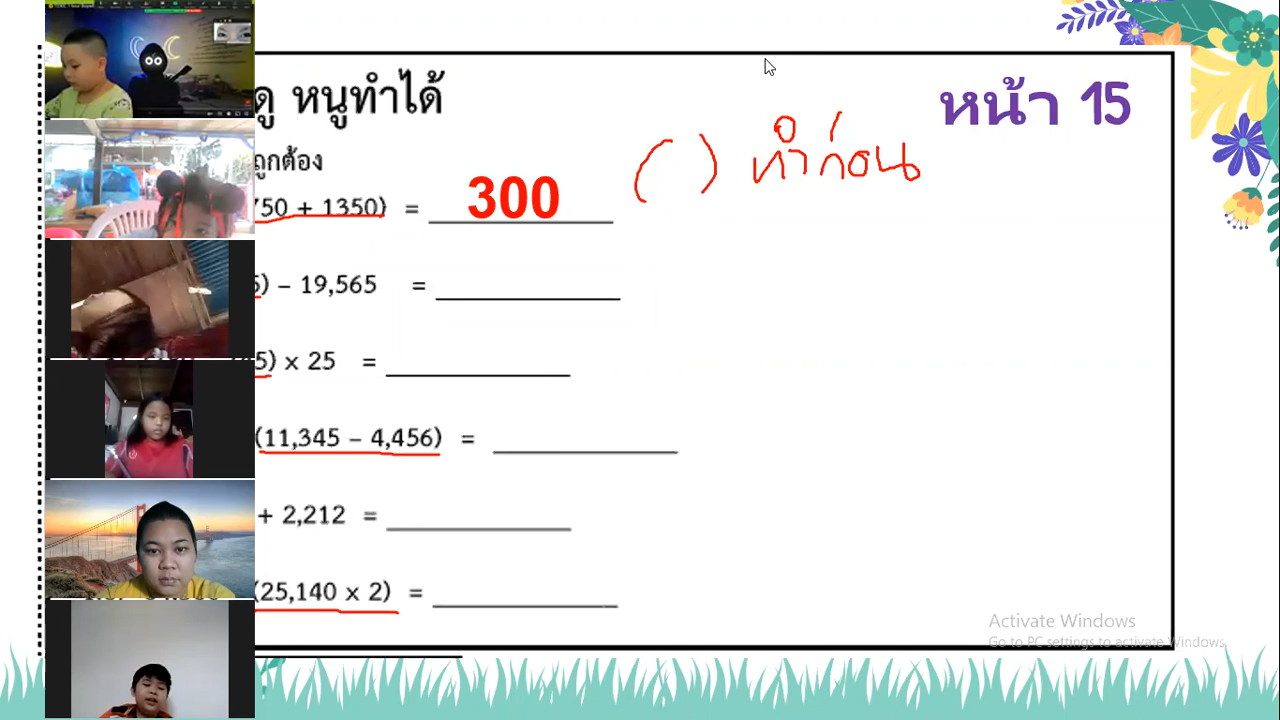 ดู หนูทำได้
หน้า 15
( ) ทำก่อน
ถูกต้อง
50 + 1350) = 300
5) – 19,565 =
5) x 25 =
(11,345 – 4,456) =
+ 2,212 =
(25,140 x 2) =
Activate Windows
Go to PC settings to activate Windows.